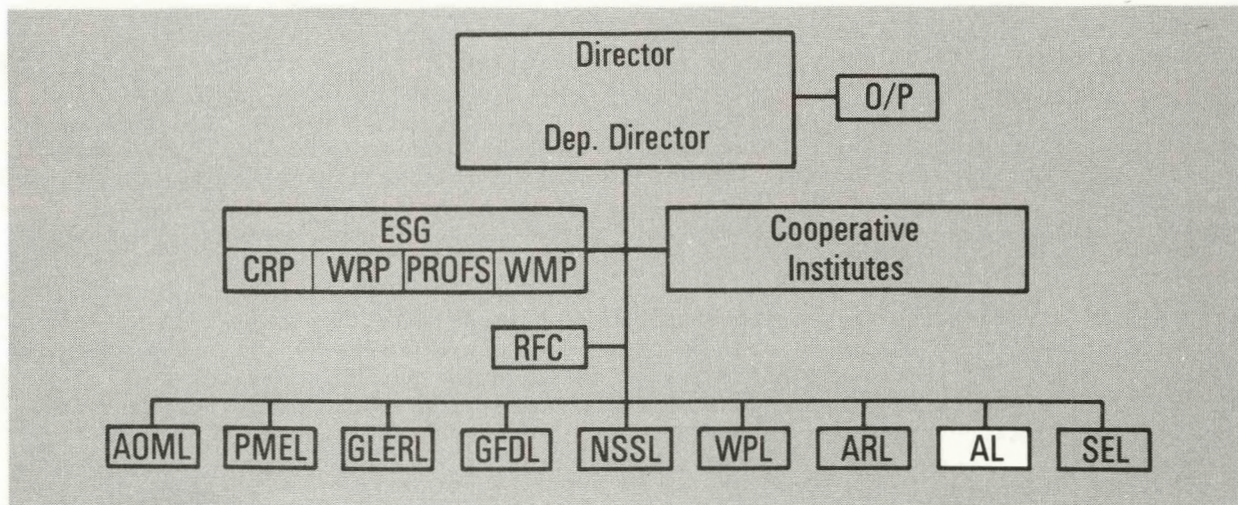 Director
Dep. Director
O/P
ESG
CRP WRP PROFS WMP
Cooperative
Institutes
RFC
AOML PMEL GLERL GFDL NSSL WPL ARL AL SEL